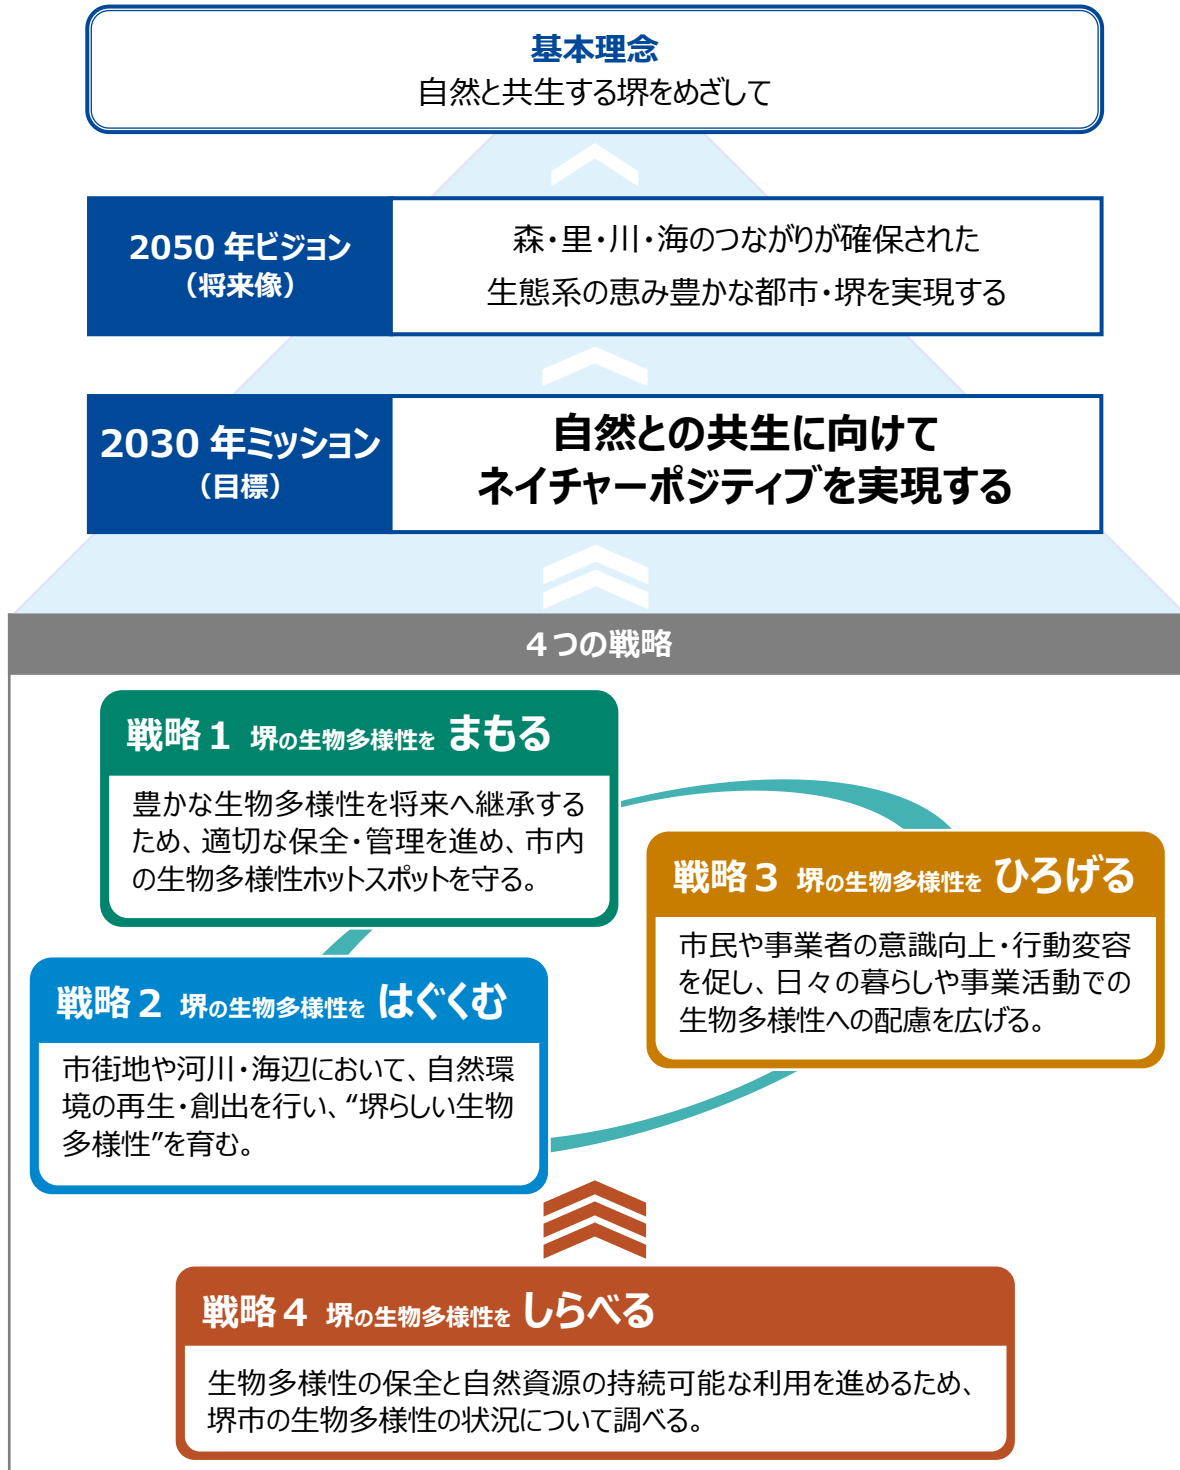 基本理念
自然と共生する堺をめざして
2050 年ビジョン
（将来像）
森・里・川・海のつながりが確保された
生態系の恵み豊かな都市・堺を実現する
2030 年ミッション
（目標）
自然との共生に向けて
ネイチャーポジティブを実現する
４つの戦略
戦略１ 堺の生物多様性を まもる
豊かな生物多様性を将来へ継承する
ため、適切な保全・管理を進め、市内
の生物多様性ホットスポットを守る。
戦略２ 堺の生物多様性を はぐくむ
市街地や河川・海辺において、自然環
境の再生・創出を行い、“堺らしい生物
多様性”を育む。
戦略３ 堺の生物多様性を ひろげる
市民や事業者の意識向上・行動変容
を促し、日々の暮らしや事業活動での
生物多様性への配慮を広げる。
戦略４ 堺の生物多様性を しらべる
生物多様性の保全と自然資源の持続可能な利用を進めるため、
堺市の生物多様性の状況について調べる。